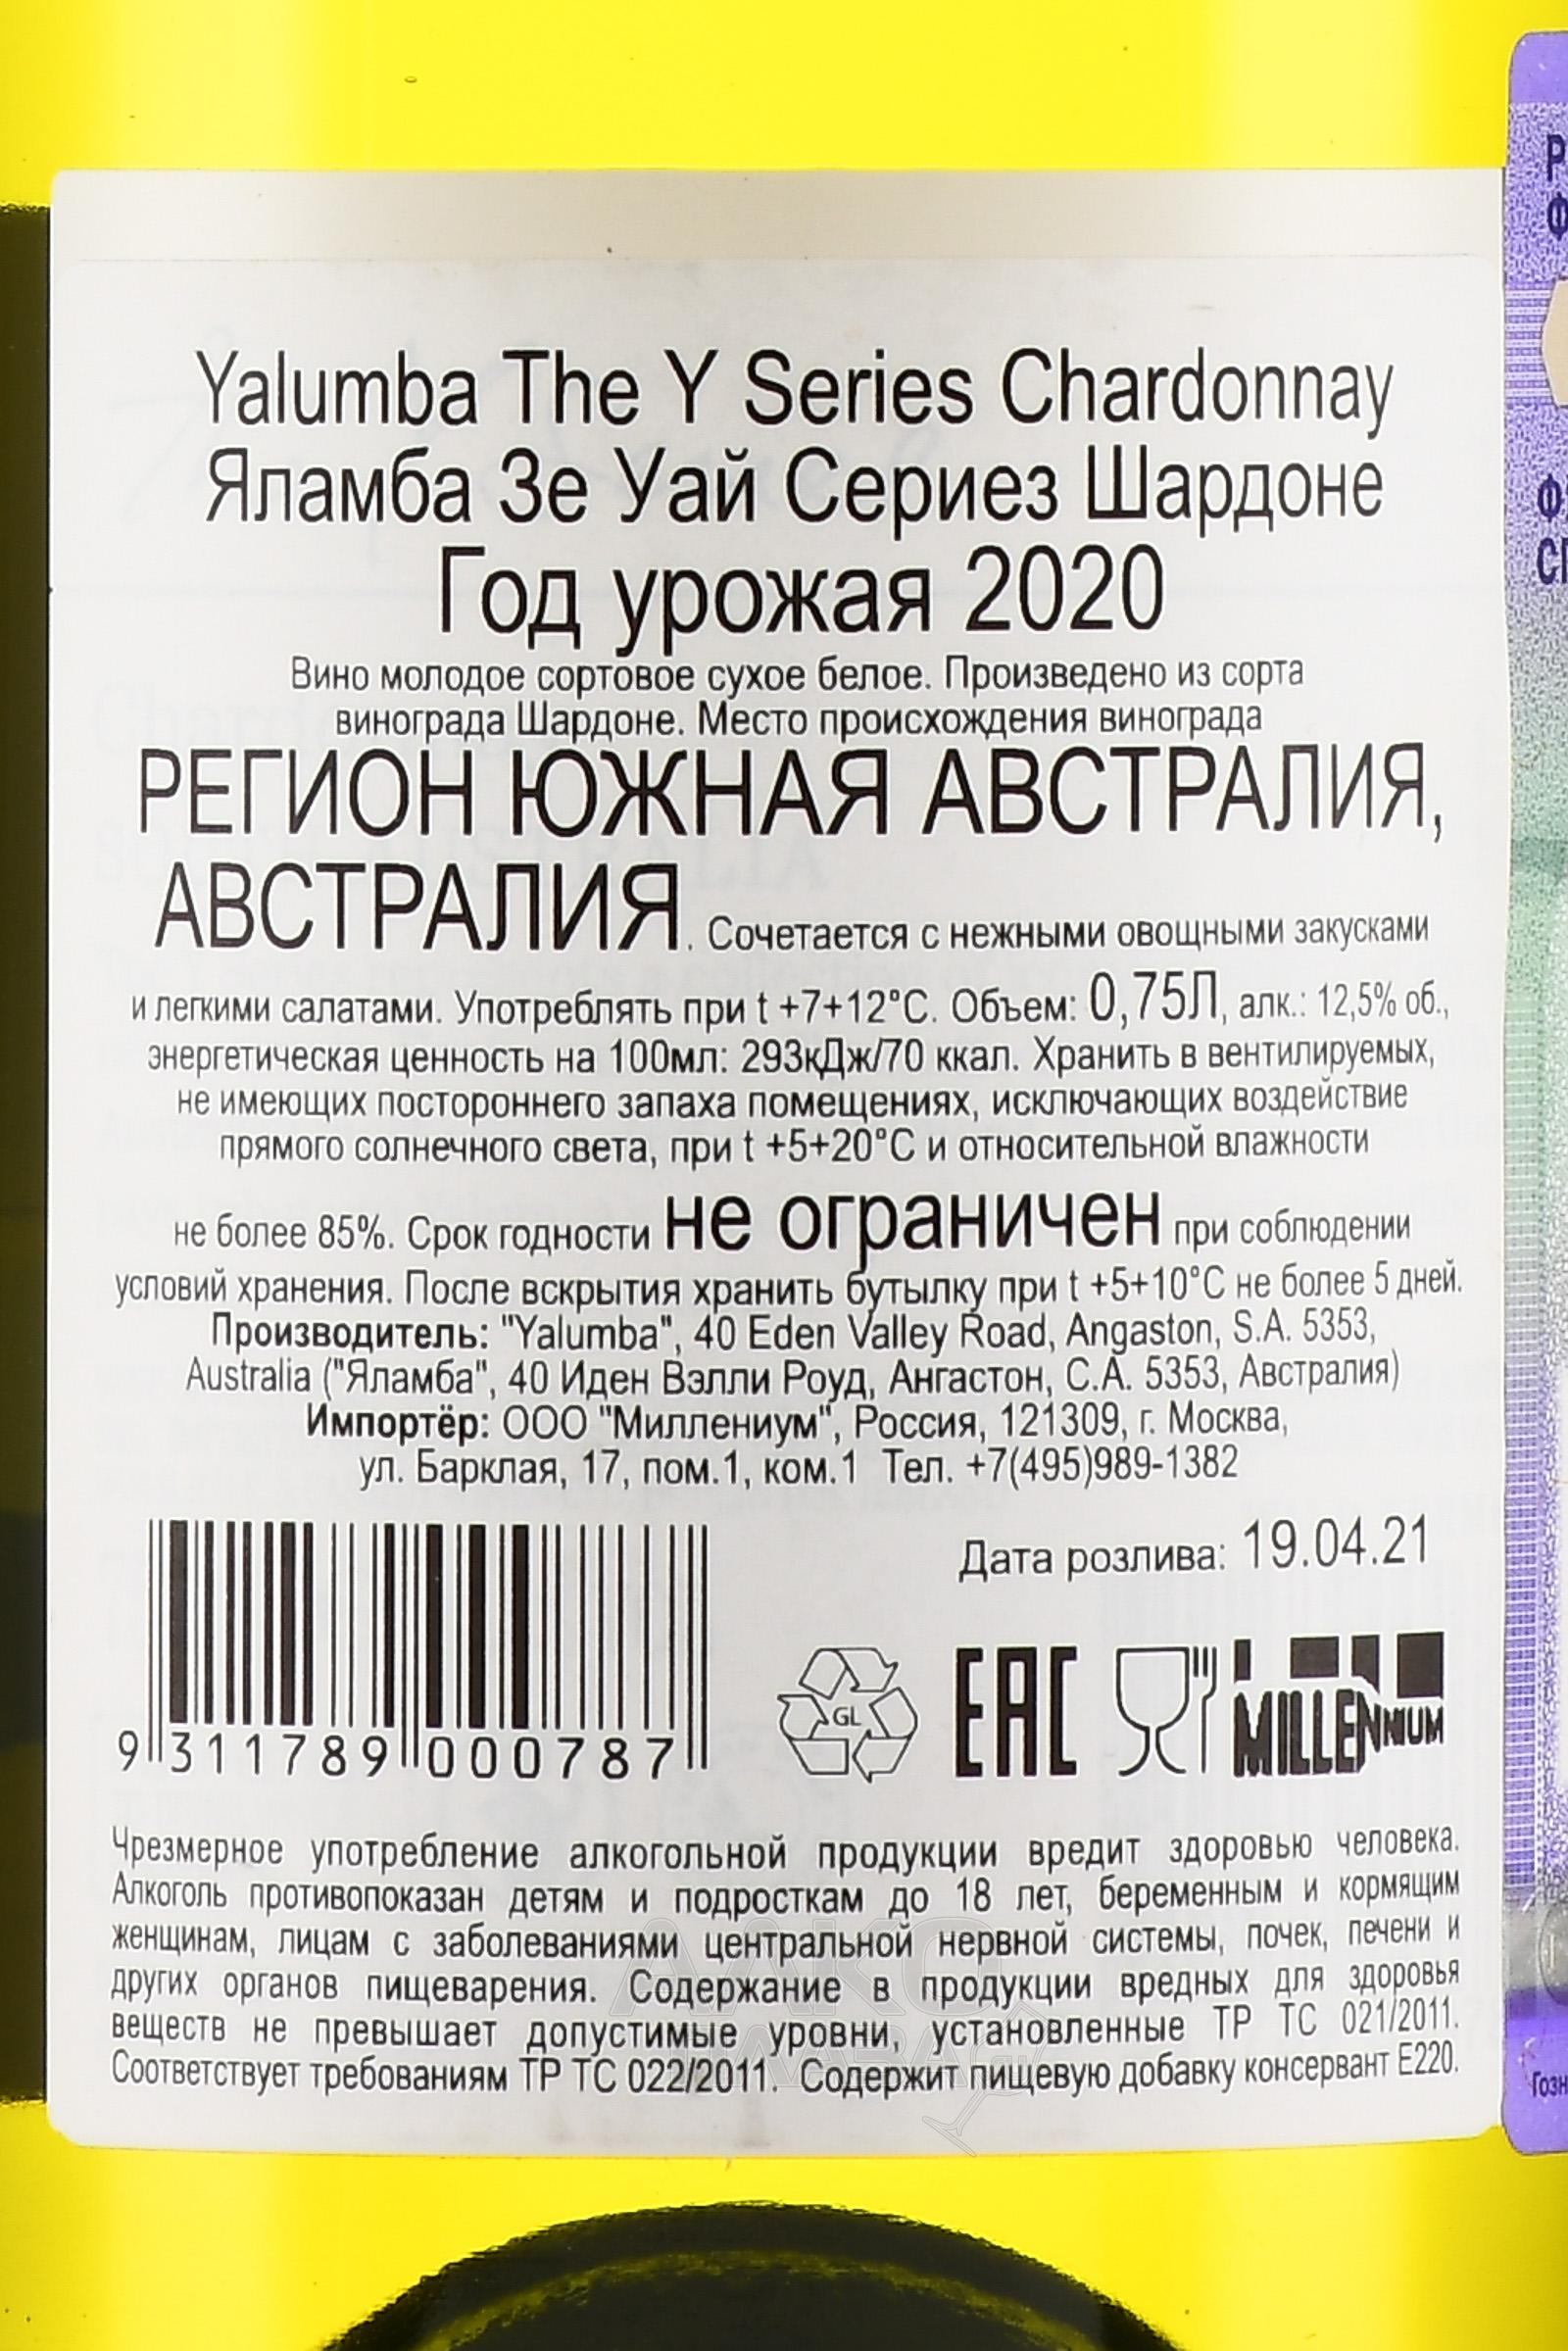 Yalumba The Y Series Chardonnay
Яламба Зе Уай Сериез Шардоне
Год урожая 2020
Вино молодое сортовое сухое белое. Произведено из сорта
винограда Шардоне. Место происхождения винограда
РЕГИОН ЮЖНАЯ АВСТРАЛИЯ,
АВСТРАЛИЯ. Сочетается с нежными овощными закусками
и легкими салатами. Употреблять при t +7+12°C. Объем: 0,75Л, алк.: 12,5% об.,
энергетическая ценность на 100мл: 293кДж/70 ккал. Хранить в вентилируемых,
не имеющих постороннего запаха помещениях, исключающих воздействие
прямого солнечного света, при t +5+20°C и относительной влажности
не более 85%. Срок годности не ограничен при соблюдении
условий хранения. После вскрытия хранить бутылку при t +5+10°C не более 5 дней.
Производитель: "Yalumba", 40 Eden Valley Road, Angaston, S.A. 5353,
Australia ("Яламба", 40 Иден Вэлли Роуд, Ангастон, С.А. 5353, Австралия)
Импортёр: ООО "Миллениум", Россия, 121309, г. Москва,
ул. Барклая, 17, пом.1, ком.1 Тел. +7(495)989-1382
Дата розлива: 19.04.21
9 311789 000787
GL
EAC
MILLENNIUM
Чрезмерное употребление алкогольной продукции вредит здоровью человека.
Алкоголь противопоказан детям и подросткам до 18 лет, беременным и кормящим
женщинам, лицам с заболеваниями центральной нервной системы, почек, печени и
других органов пищеварения. Содержание в продукции вредных для здоровья
веществ не превышает допустимые уровни, установленные ТР ТС 021/2011.
Соответствует требованиям ТР ТС 022/2011. Содержит пищевую добавку консервант Е220.